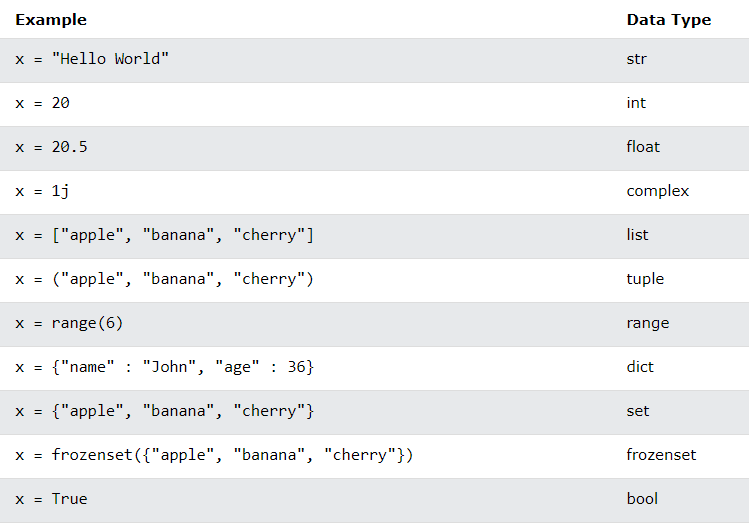 Example Data Type
x = "Hello World" str
x = 20 int
x = 20.5 float
x = 1j complex
x = ["apple", "banana", "cherry"] list
x = ("apple", "banana", "cherry") tuple
x = range(6) range
x = {"name" : "John", "age" : 36} dict
x = {"apple", "banana", "cherry"} set
x = frozenset({"apple", "banana", "cherry"}) frozenset
x = True bool